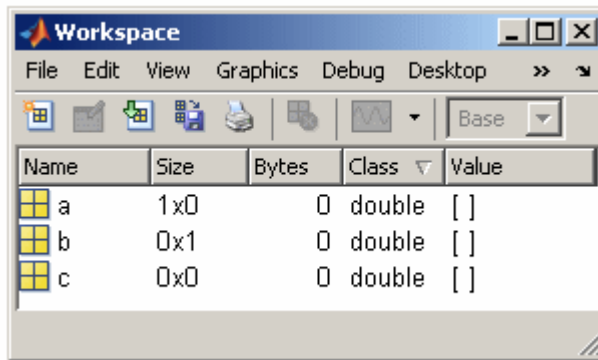 Workspace
File Edit View Graphics Debug Desktop »
Base
Name Size Bytes Class Value
a 1x0 0 double [ ]
b 0x1 0 double [ ]
c 0x0 0 double [ ]